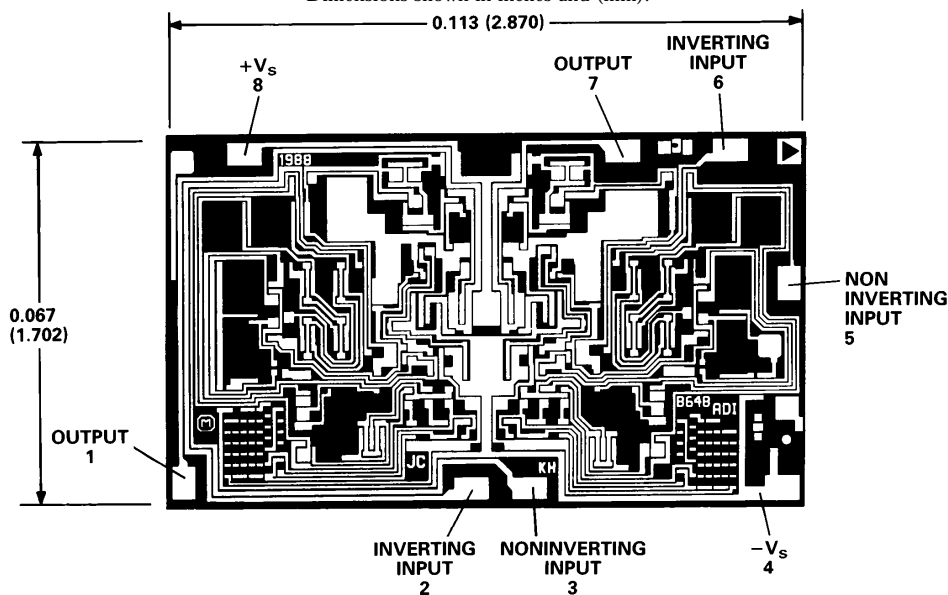 Dimensions shown in inches and (mm).
0.113 (2.870)
+VS
8
OUTPUT
7
INVERTING
INPUT
6
1988
0.067
(1.702)
NON
INVERTING
INPUT
5
B648
ADI
M
OUTPUT
1
JC
KH
INVERTING
INPUT
2
NONINVERTING
INPUT
3
−VS
4